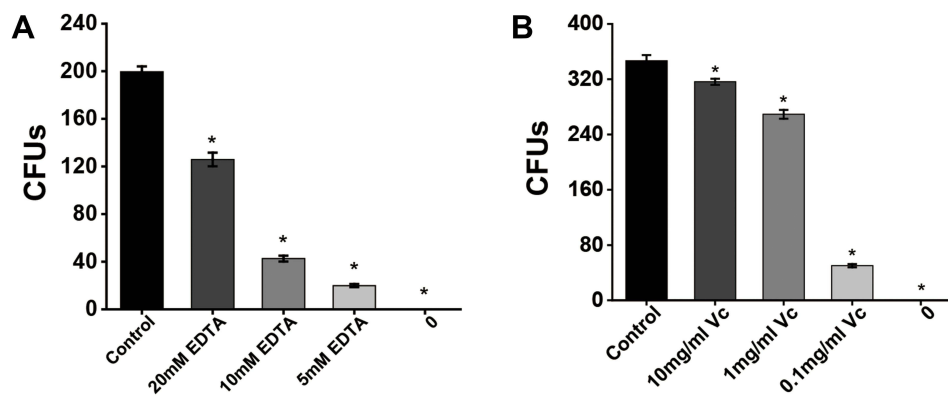 A
CFUs
240
200
160
120
80
40
0
*
*
*
*
Control
20mM EDTA
10mM EDTA
5mM EDTA
0
B
CFUs
400
320
240
160
80
0
*
*
*
*
Control
10mg/ml Vc
1mg/ml Vc
0.1mg/ml Vc
0